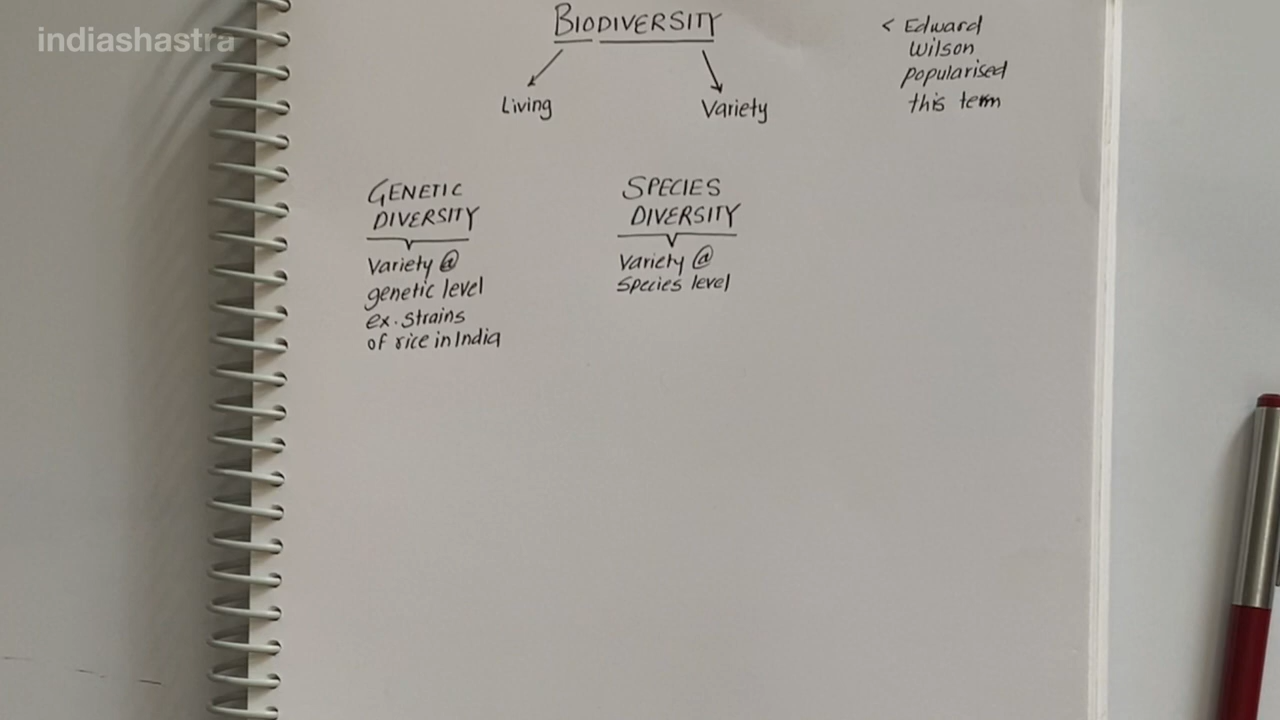 indiashastra
BIODIVERSITY
Living
Variety
< Edward
Wilson
popularised
this term
GENETIC
DIVERSITY
Variety @
genetic level
ex. strains
of rice in India
SPECIES
DIVERSITY
Variety @
species level